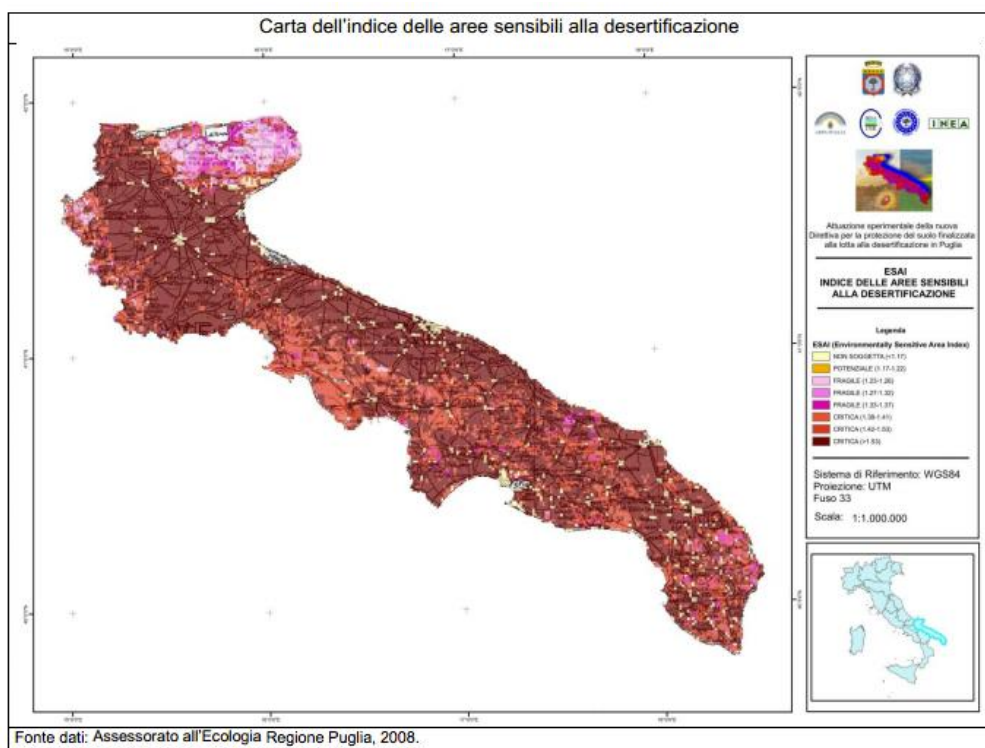 Carta dell'indice delle aree sensibili alla desertificazione
INEA
Attuazione sperimentale della nuova
Direttiva per la protezione del suolo finalizzata
alla lotta alla desertificazione in Puglia
ESAI
INDICE DELLE AREE SENSIBILI
ALLA DESERTIFICAZIONE
Legenda
ESAI (Environmentally Sensitive Area Index)
NON SOGGETTA (<1.17)
POTENZIALE (1.17-1.22)
FRAGILE (1.23-1.26)
FRAGILE (1.27-1.32)
FRAGILE (1.33-1.37)
CRITICA (1.38-1.41)
CRITICA (1.42-1.53)
CRITICA (>1.53)
Sistema di Riferimento: WGS84
Proiezione: UTM
Fuso 33
Scala: 1:1.000.000
Fonte dati: Assessorato all'Ecologia Regione Puglia, 2008.